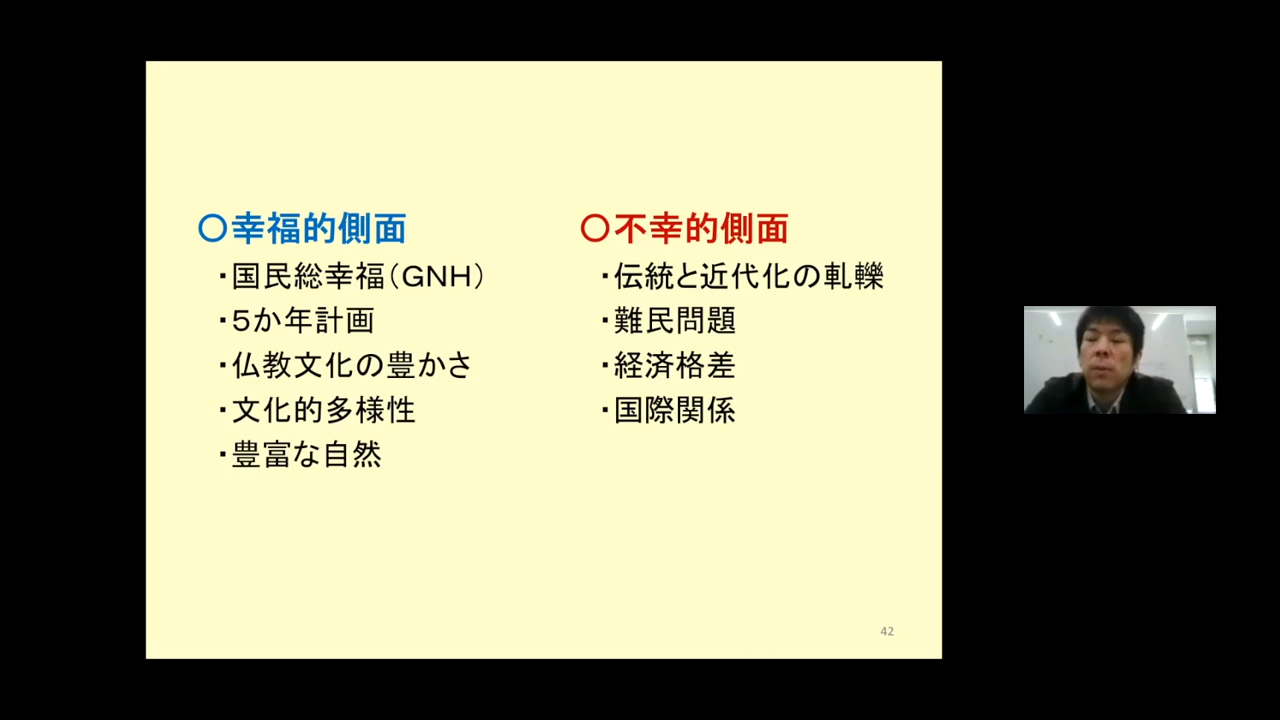 ○幸福的側面
・国民総幸福（GNH）
・５か年計画
・仏教文化の豊かさ
・文化的多様性
・豊富な自然
○不幸的側面
・伝統と近代化の軋轢
・難民問題
・経済格差
・国際関係
42